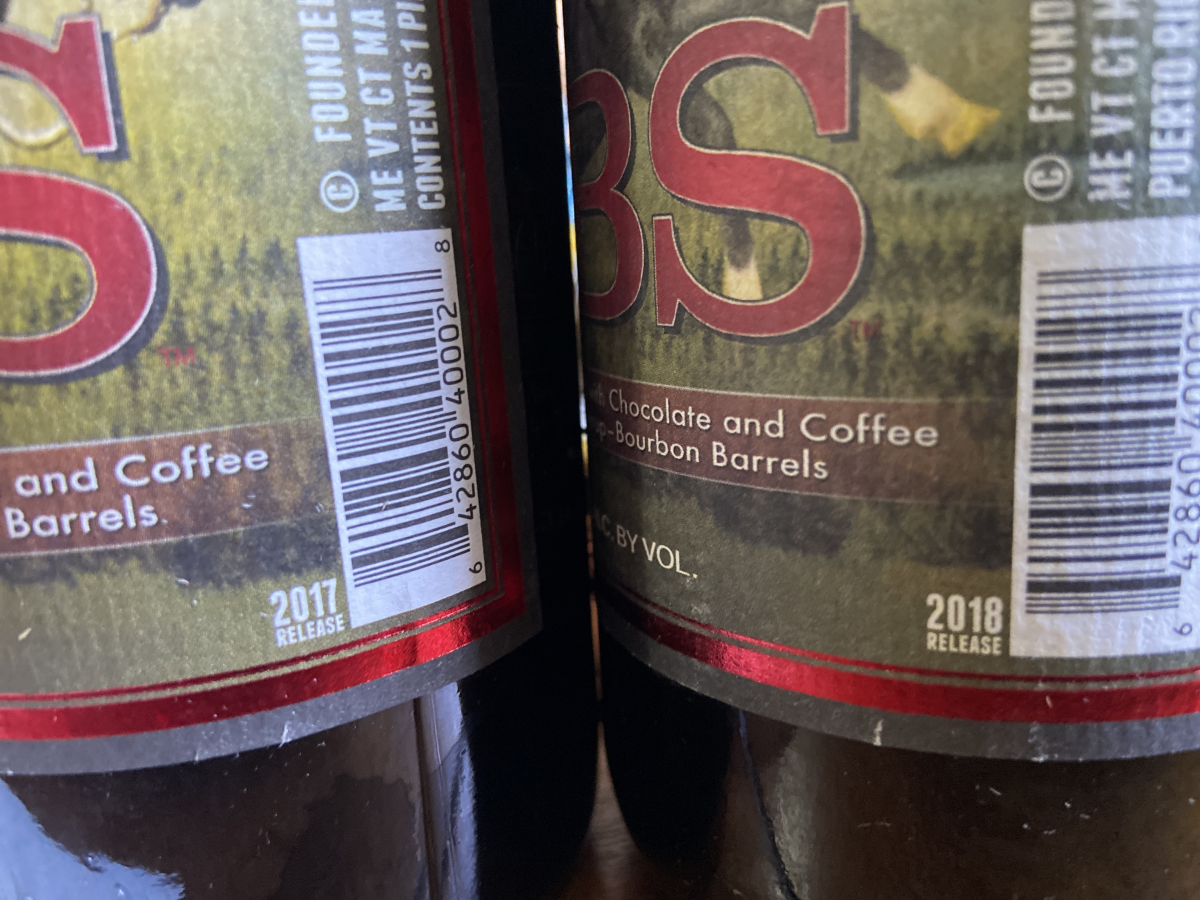 S
™
© FOUNDE
ME VT CT MA
CONTENTS 1 PI
and Coffee
Barrels.
2017
RELEASE
6 42860 40002 8
BS
™
© FOUND
ME VT CT M
PUERTO RI
Chocolate and Coffee
-Bourbon Barrels
BY VOL.
2018
RELEASE
6 42860